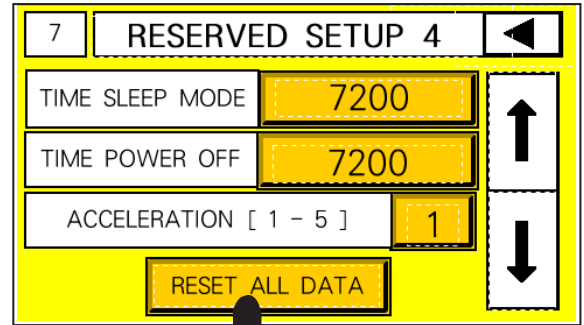 7 RESERVED SETUP 4
TIME SLEEP MODE 7200
TIME POWER OFF 7200
ACCELERATION [ 1 - 5 ] 1
RESET ALL DATA